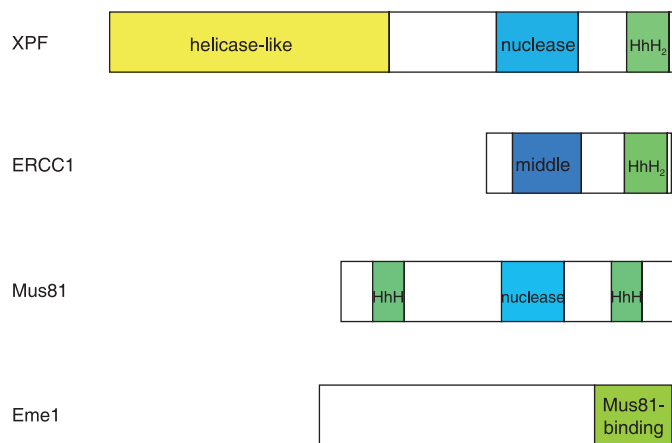 XPF helicase-like nuclease HhH₂
ERCC1 middle HhH₂
Mus81 HhH nuclease HhH
Eme1 Mus81-
binding